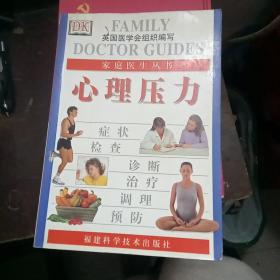 DK
FAMILY
英国医学会组织编写
DOCTOR GUIDES
家庭医生丛书
心理压力
症状
检查
诊断
治疗
调理
预防
福建科学技术出版社